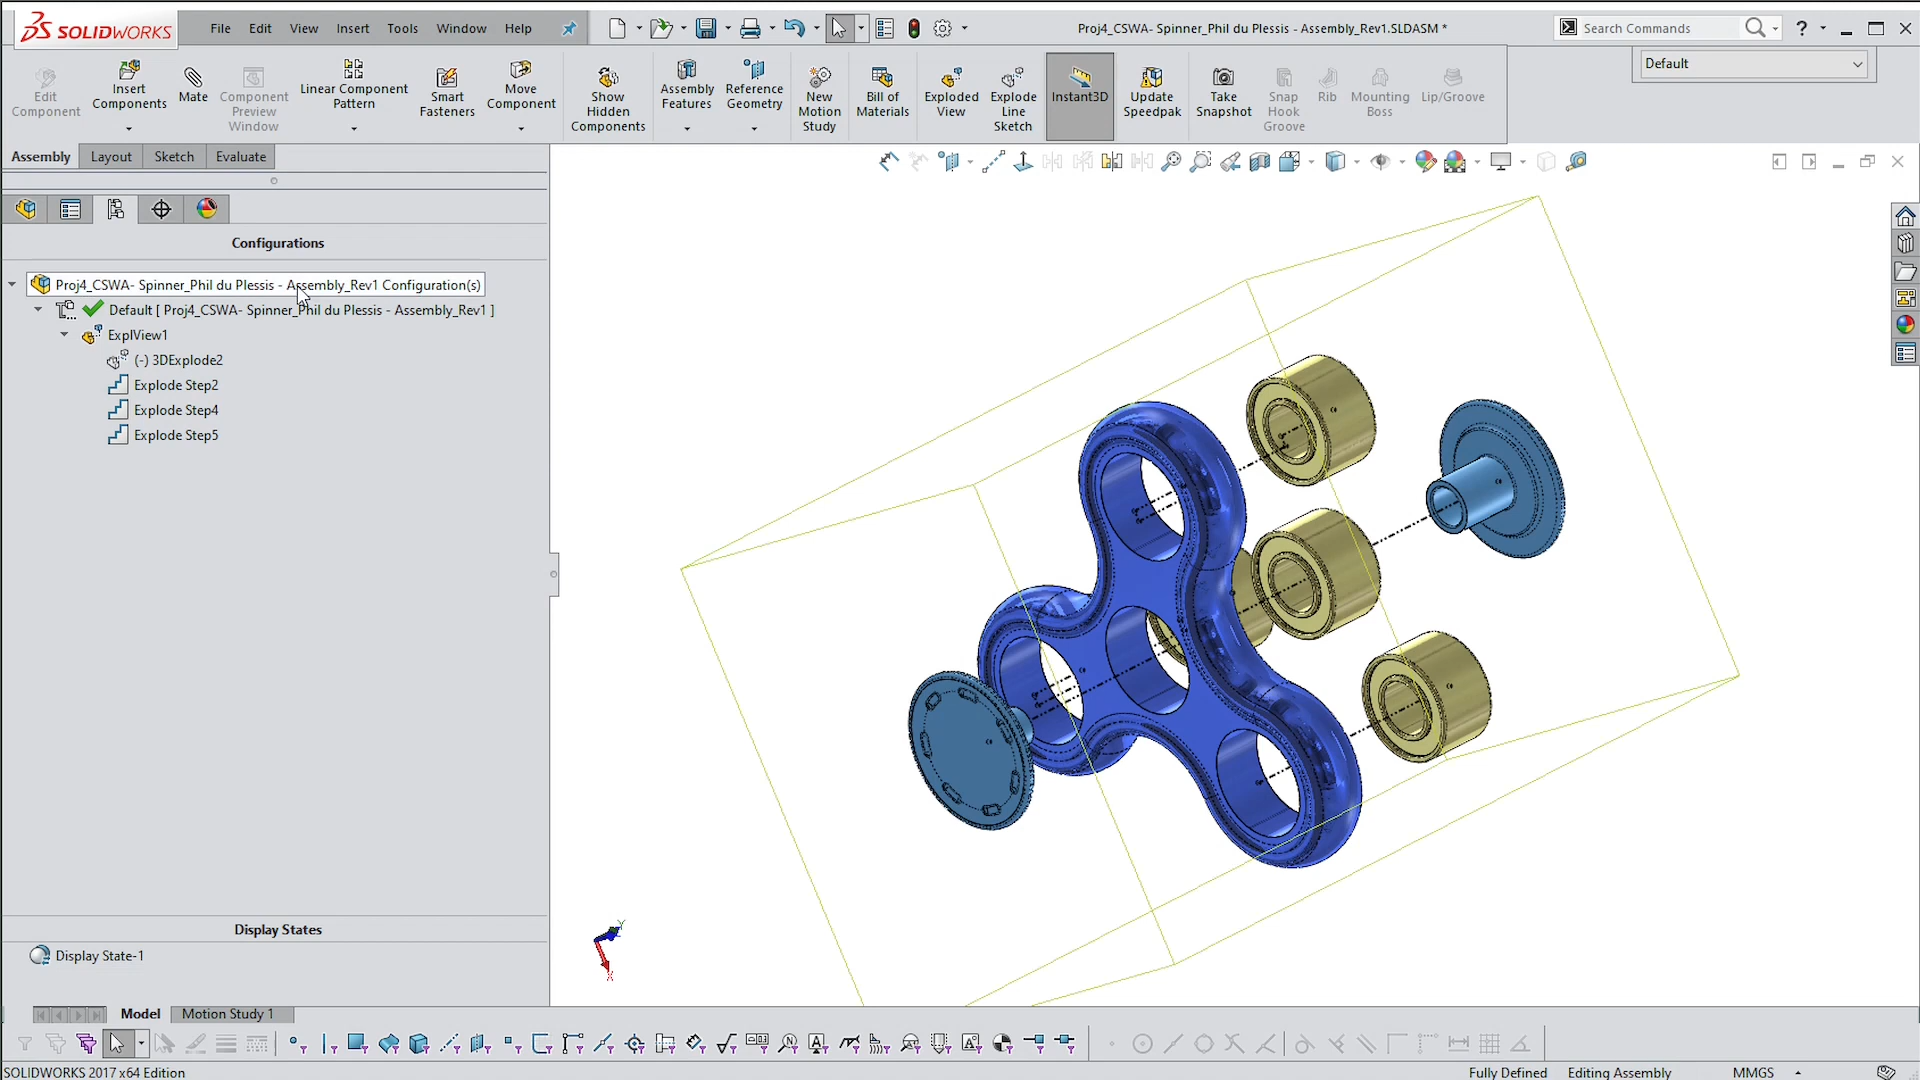 SOLIDWORKS File Edit View Insert Tools Window Help Proj4_CSWA- Spinner_Phil du Plessis - Assembly_Rev1.SLDASM * Search Commands ?
Default
Edit Component
Insert Components
Mate
Component Preview Window
Linear Component Pattern
Smart Fasteners
Move Component
Show Hidden Components
Assembly Features
Reference Geometry
New Motion Study
Bill of Materials
Exploded View
Explode Line Sketch
Instant3D
Update Speedpak
Take Snapshot
Snap Hook Groove
Rib
Mounting Boss
Lip/Groove
Assembly Layout Sketch Evaluate
Configurations
Proj4_CSWA- Spinner_Phil du Plessis - Assembly_Rev1 Configuration(s)
Default [ Proj4_CSWA- Spinner_Phil du Plessis - Assembly_Rev1 ]
ExplView1
(-) 3DExplode2
Explode Step2
Explode Step4
Explode Step5
Display States
Display State-1
Y
X
Model Motion Study 1
SOLIDWORKS 2017 x64 Edition Fully Defined Editing Assembly MMGS